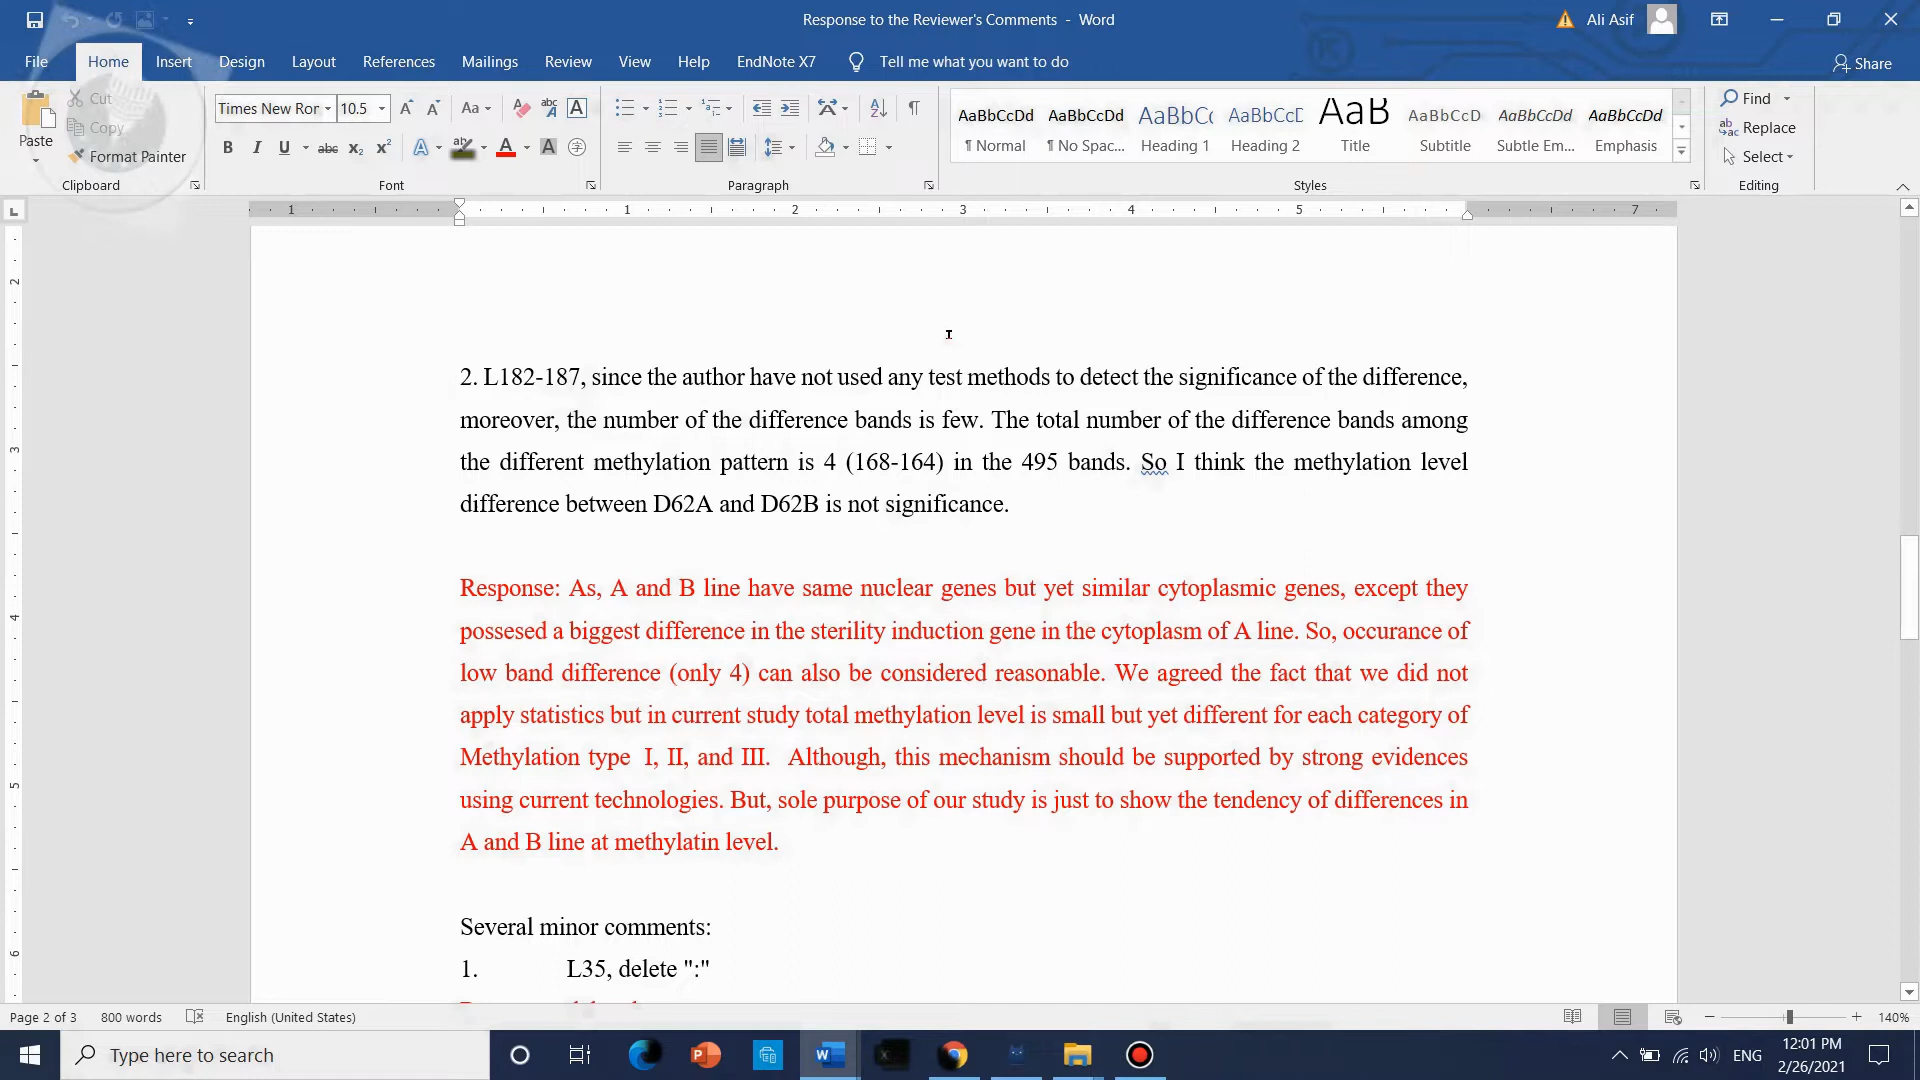 Response to the Reviewer's Comments - Word
Ali Asif
File Home Insert Design Layout References Mailings Review View Help EndNote X7 Tell me what you want to do Share
Paste
Cut
Copy
Format Painter
Clipboard
Times New Ror 10.5
Font
Paragraph
AaBbCcDd AaBbCcDd AaBbCc AaBbCcD AaB AaBbCcD AaBbCcDd AaBbCcDd
¶ Normal ¶ No Spac... Heading 1 Heading 2 Title Subtitle Subtle Em... Emphasis
Styles
Find
Replace
Select
Editing
1 1 2 3 4 5 7
2. L182-187, since the author have not used any test methods to detect the significance of the difference,
moreover, the number of the difference bands is few. The total number of the difference bands among
the different methylation pattern is 4 (168-164) in the 495 bands. So I think the methylation level
difference between D62A and D62B is not significance.
Response: As, A and B line have same nuclear genes but yet similar cytoplasmic genes, except they
possesed a biggest difference in the sterility induction gene in the cytoplasm of A line. So, occurance of
low band difference (only 4) can also be considered reasonable. We agreed the fact that we did not
apply statistics but in current study total methylation level is small but yet different for each category of
Methylation type I, II, and III. Although, this mechanism should be supported by strong evidences
using current technologies. But, sole purpose of our study is just to show the tendency of differences in
A and B line at methylatin level.
Several minor comments:
1. L35, delete ":"
Page 2 of 3 800 words English (United States) 140%
Type here to search
ENG
12:01 PM
2/26/2021